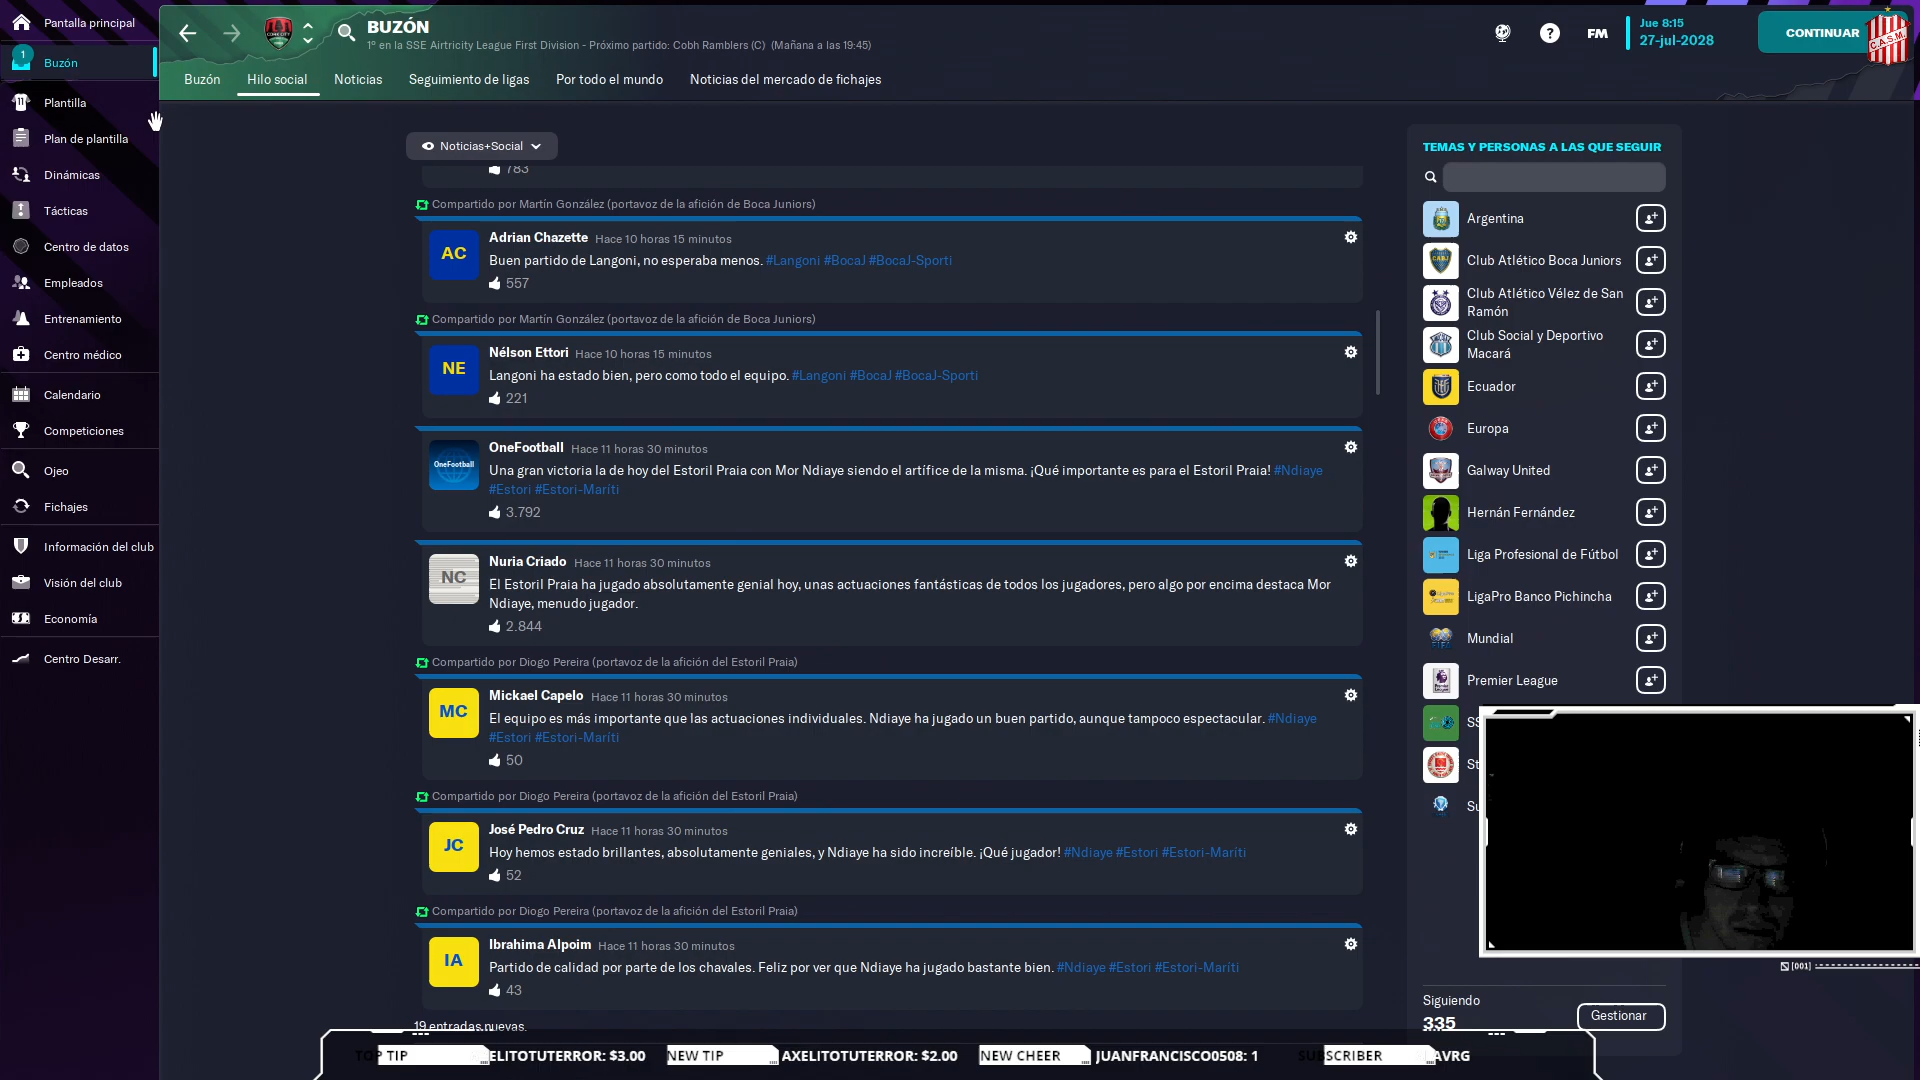 Pantalla principal
1
Buzón
Plantilla
Plan de plantilla
Dinámicas
Tácticas
Centro de datos
Empleados
Entrenamiento
Centro médico
Calendario
Competiciones
Ojeo
Fichajes
Información del club
Visión del club
Economía
Centro Desarr.
BUZÓN
1º en la SSE Airtricity League First Division - Próximo partido: Cobh Ramblers (C) (Mañana a las 19:45)
FM
Jue 8:15
27-jul-2028
CONTINUAR
C.A.S.M.
Buzón
Hilo social
Noticias
Seguimiento de ligas
Por todo el mundo
Noticias del mercado de fichajes
Noticias+Social
783
Compartido por Martín González (portavoz de la afición de Boca Juniors)
AC
Adrian Chazette Hace 10 horas 15 minutos
Buen partido de Langoni, no esperaba menos. #Langoni #BocaJ #BocaJ-Sporti
557
Compartido por Martín González (portavoz de la afición de Boca Juniors)
NE
Nélson Ettori Hace 10 horas 15 minutos
Langoni ha estado bien, pero como todo el equipo. #Langoni #BocaJ #BocaJ-Sporti
221
OneFootball
OneFootball Hace 11 horas 30 minutos
Una gran victoria la de hoy del Estoril Praia con Mor Ndiaye siendo el artífice de la misma. ¡Qué importante es para el Estoril Praia! #Ndiaye
#Estori #Estori-Maríti
3.792
NC
Nuria Criado Hace 11 horas 30 minutos
El Estoril Praia ha jugado absolutamente genial hoy, unas actuaciones fantásticas de todos los jugadores, pero algo por encima destaca Mor
Ndiaye, menudo jugador.
2.844
Compartido por Diogo Pereira (portavoz de la afición del Estoril Praia)
MC
Mickael Capelo Hace 11 horas 30 minutos
El equipo es más importante que las actuaciones individuales. Ndiaye ha jugado un buen partido, aunque tampoco espectacular. #Ndiaye
#Estori #Estori-Maríti
50
Compartido por Diogo Pereira (portavoz de la afición del Estoril Praia)
JC
José Pedro Cruz Hace 11 horas 30 minutos
Hoy hemos estado brillantes, absolutamente geniales, y Ndiaye ha sido increíble. ¡Qué jugador! #Ndiaye #Estori #Estori-Maríti
52
Compartido por Diogo Pereira (portavoz de la afición del Estoril Praia)
IA
Ibrahima Alpoim Hace 11 horas 30 minutos
Partido de calidad por parte de los chavales. Feliz por ver que Ndiaye ha jugado bastante bien. #Ndiaye #Estori #Estori-Maríti
43
19 entradas nuevas.
TEMAS Y PERSONAS A LAS QUE SEGUIR
Argentina
Club Atlético Boca Juniors
Club Atlético Vélez de San
Ramón
Club Social y Deportivo
Macará
Ecuador
Europa
Galway United
Hernán Fernández
Liga Profesional de Fútbol
LigaPro Banco Pichincha
Mundial
Premier League
SS
St
Su
[001]
Siguiendo
335
Gestionar
TOP TIP
ELITOTUTERROR: $3.00
NEW TIP
AXELITOTUTERROR: $2.00
NEW CHEER
JUANFRANCISCO0508: 1
SUBSCRIBER
AVRG